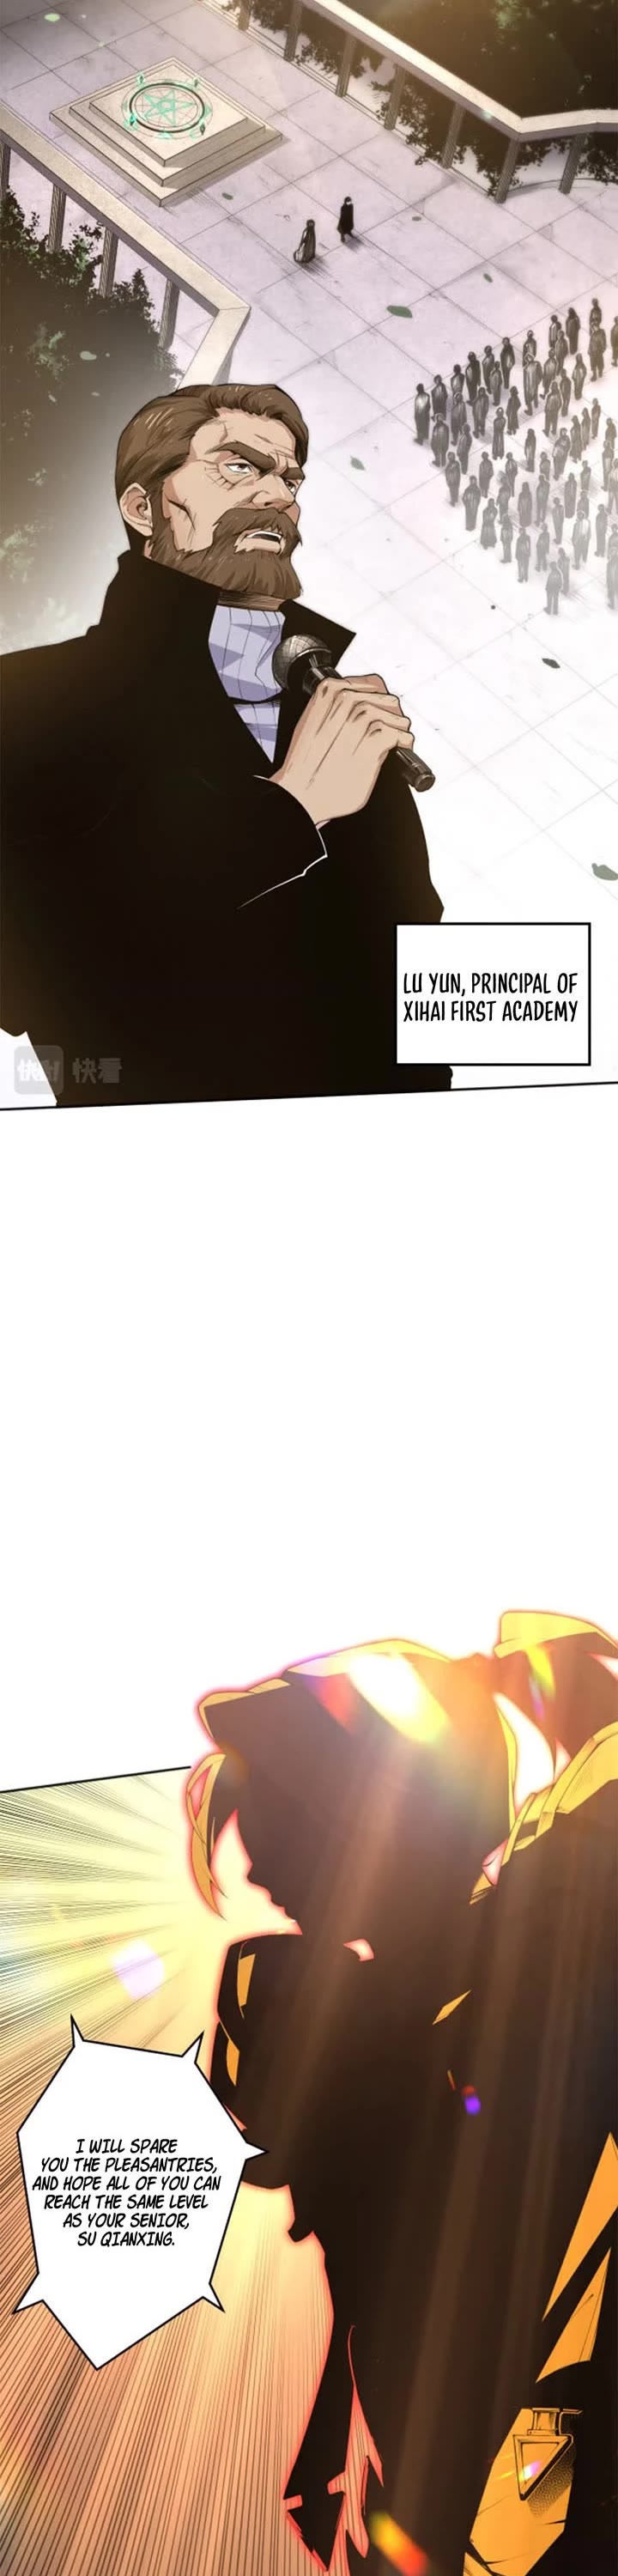 LU YUN, PRINCIPAL OF
XIHAI FIRST ACADEMY
快看! 快看
I WILL SPARE
YOU THE PLEASANTRIES,
AND HOPE ALL OF YOU CAN
REACH THE SAME LEVEL
AS YOUR SENIOR,
SU QIANXING.